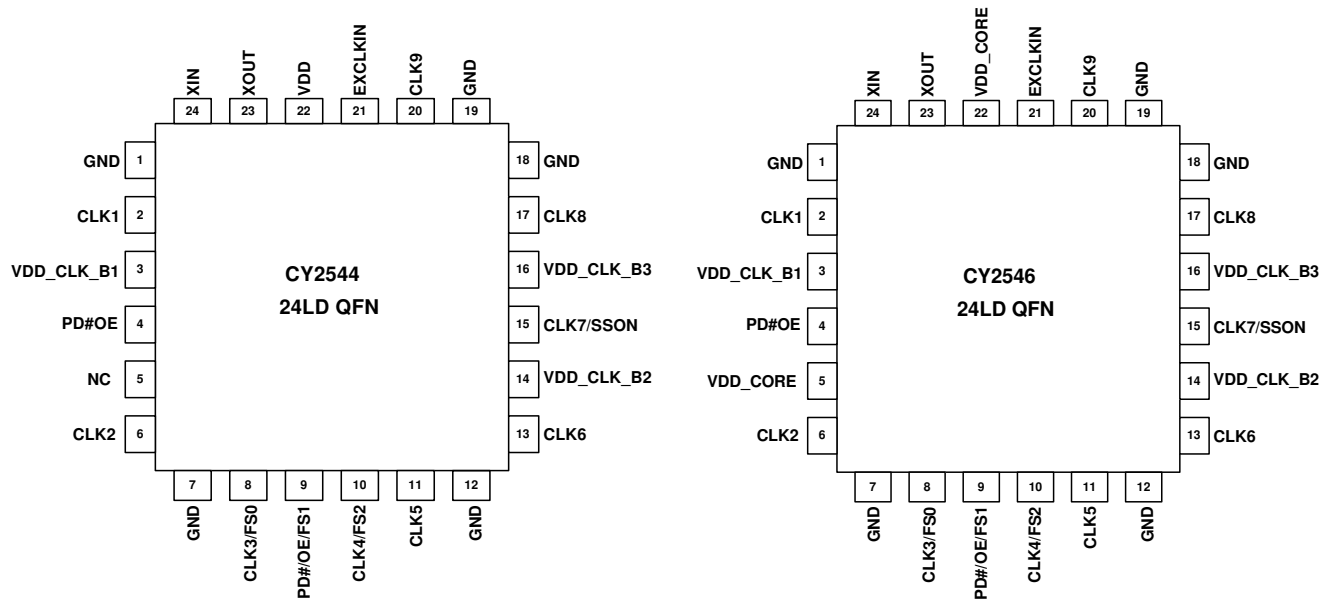 XIN
XOUT
VDD
EXCLKIN
CLK9
GND
24
23
22
21
20
19
GND 1
CLK1 2
VDD_CLK_B1 3
PD#OE 4
NC 5
CLK2 6
CY2544
24LD QFN
18 GND
17 CLK8
16 VDD_CLK_B3
15 CLK7/SSON
14 VDD_CLK_B2
13 CLK6
7
8
9
10
11
12
GND
CLK3/FS0
PD#/OE/FS1
CLK4/FS2
CLK5
GND
XIN
XOUT
VDD_CORE
EXCLKIN
CLK9
GND
24
23
22
21
20
19
GND 1
CLK1 2
VDD_CLK_B1 3
PD#OE 4
VDD_CORE 5
CLK2 6
CY2546
24LD QFN
18 GND
17 CLK8
16 VDD_CLK_B3
15 CLK7/SSON
14 VDD_CLK_B2
13 CLK6
7
8
9
10
11
12
GND
CLK3/FS0
PD#/OE/FS1
CLK4/FS2
CLK5
GND